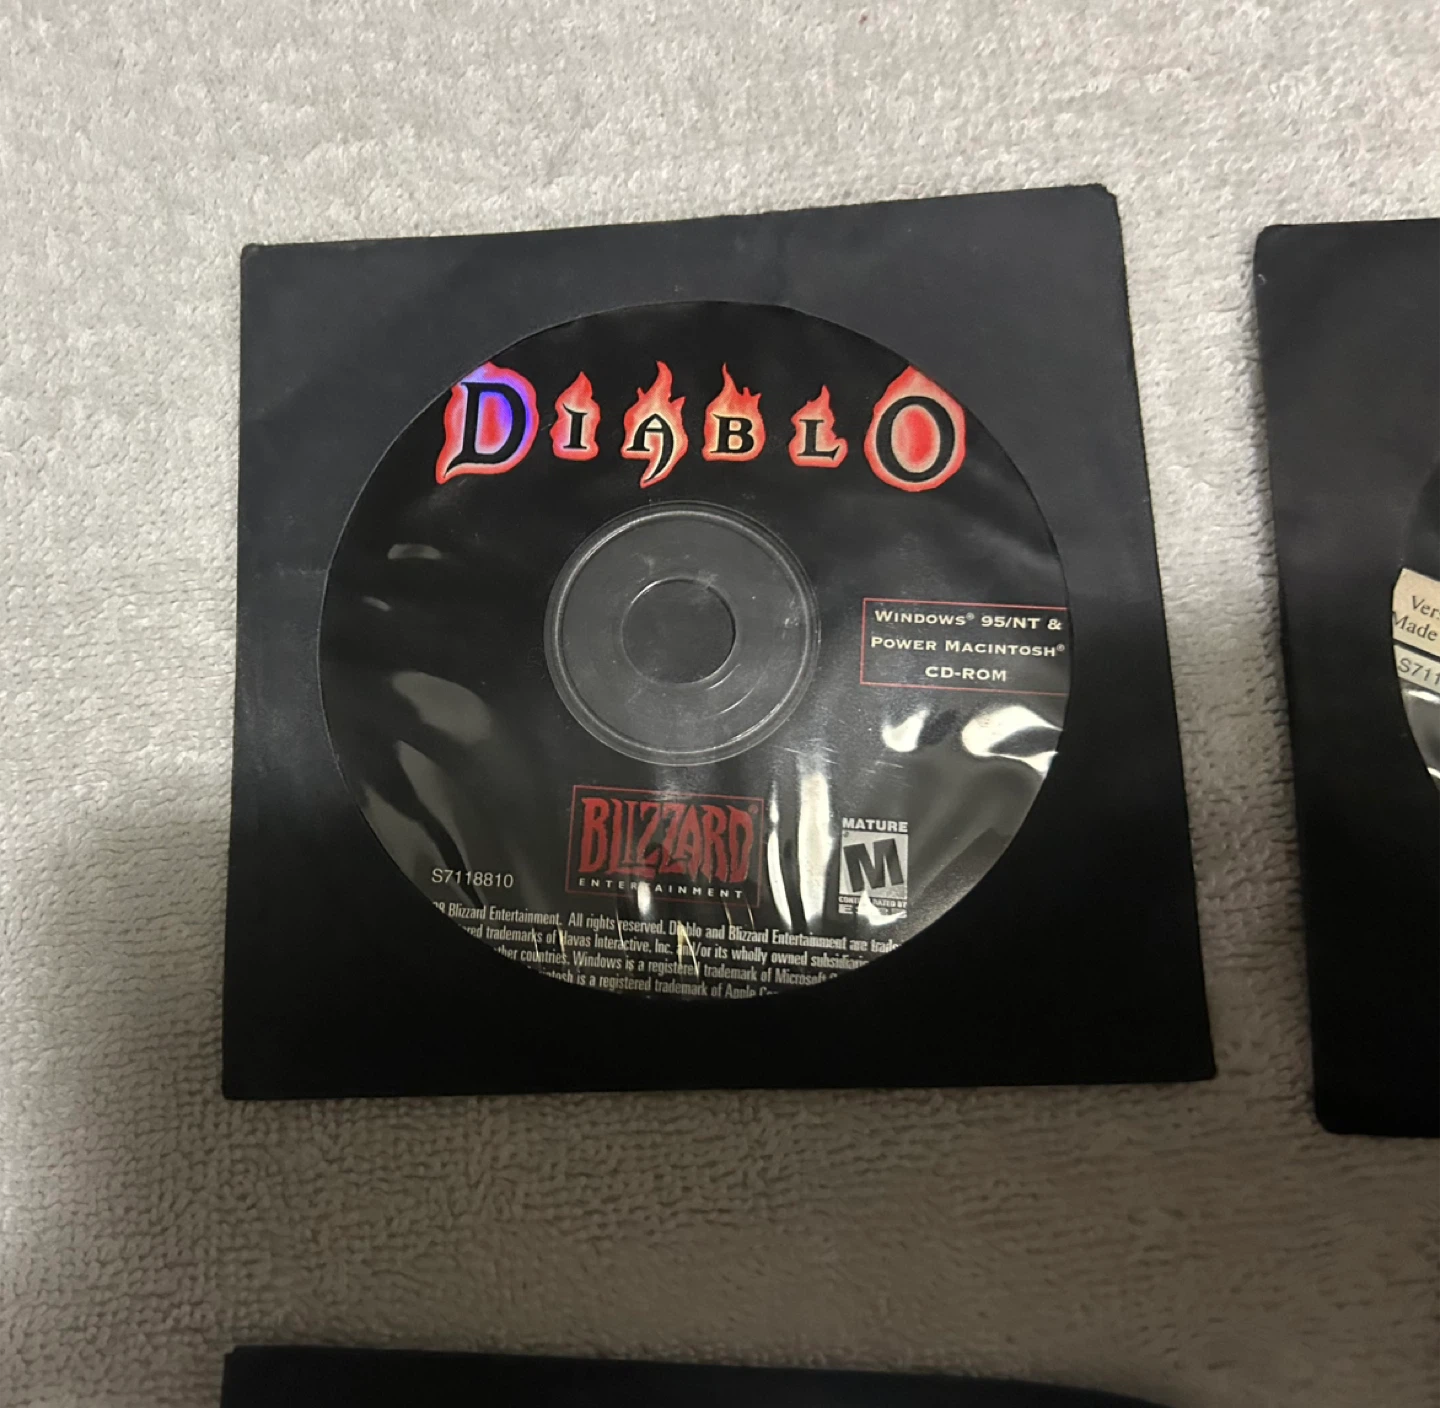 DIABLO
WINDOWS® 95/NT &
POWER MACINTOSH®
CD-ROM
BLIZZARD®
ENTERTAINMENT
MATURE
M
S7118810
Blizzard Entertainment. All rights reserved. Diablo and Blizzard Entertainment are
trademarks of Havas Interactive, Inc. and/or its wholly owned
countries. Windows is a registered trademark of Microsoft
is a registered trademark of Apple
Made
S711